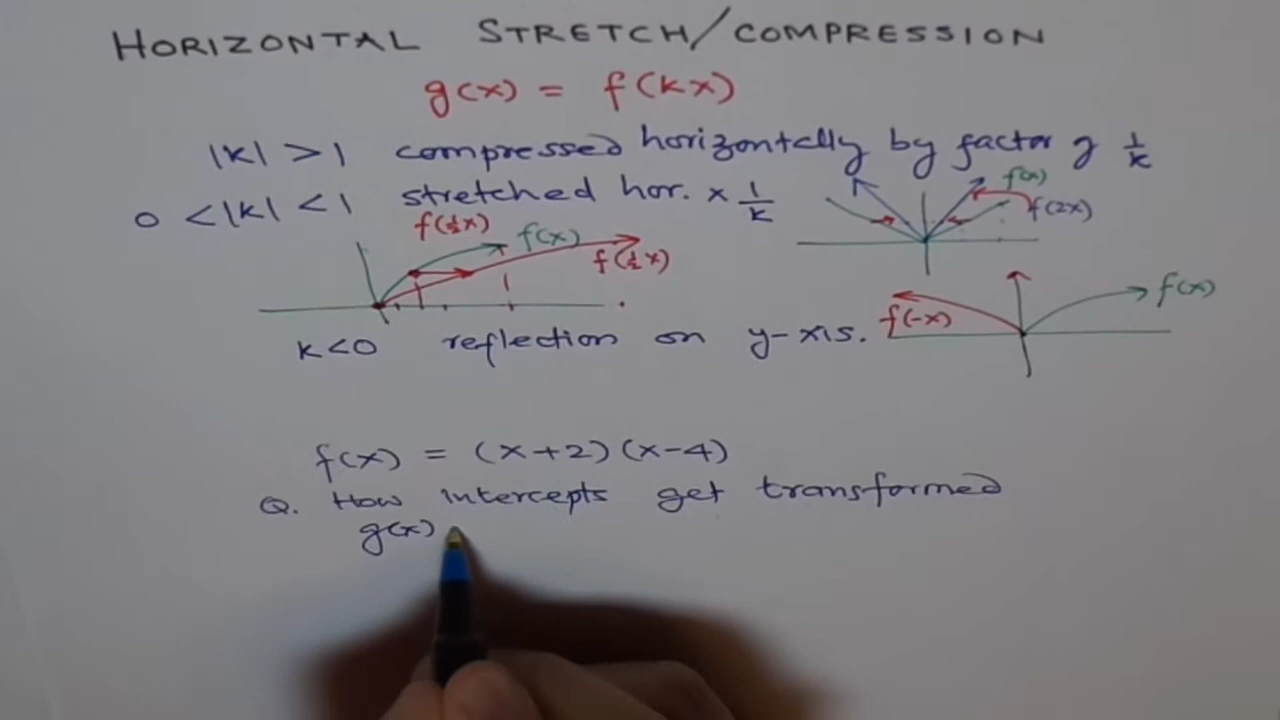 HORIZONTAL STRETCH/COMPRESSION
g(x) = f(kx)
|k| > 1 compressed horizontally by factor of 1/k
0 < |k| < 1 stretched hor. × 1/k
f(x)
f(2x)
f(½x) f(x)
f(½x)
f(x)
f(-x)
k<0 reflection on y-xis.
f(x) = (x+2)(x-4)
Q. How intercepts get transformed
g(x)